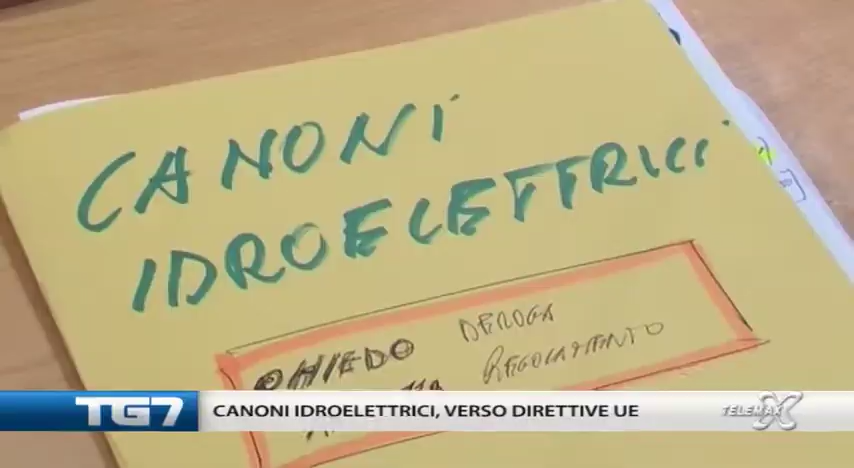 CANONI
IDROELETTRICI
CHIEDO DEROGA
REGOLAMENTO
TG7 CANONI IDROELETTRICI, VERSO DIRETTIVE UE TELEMAX